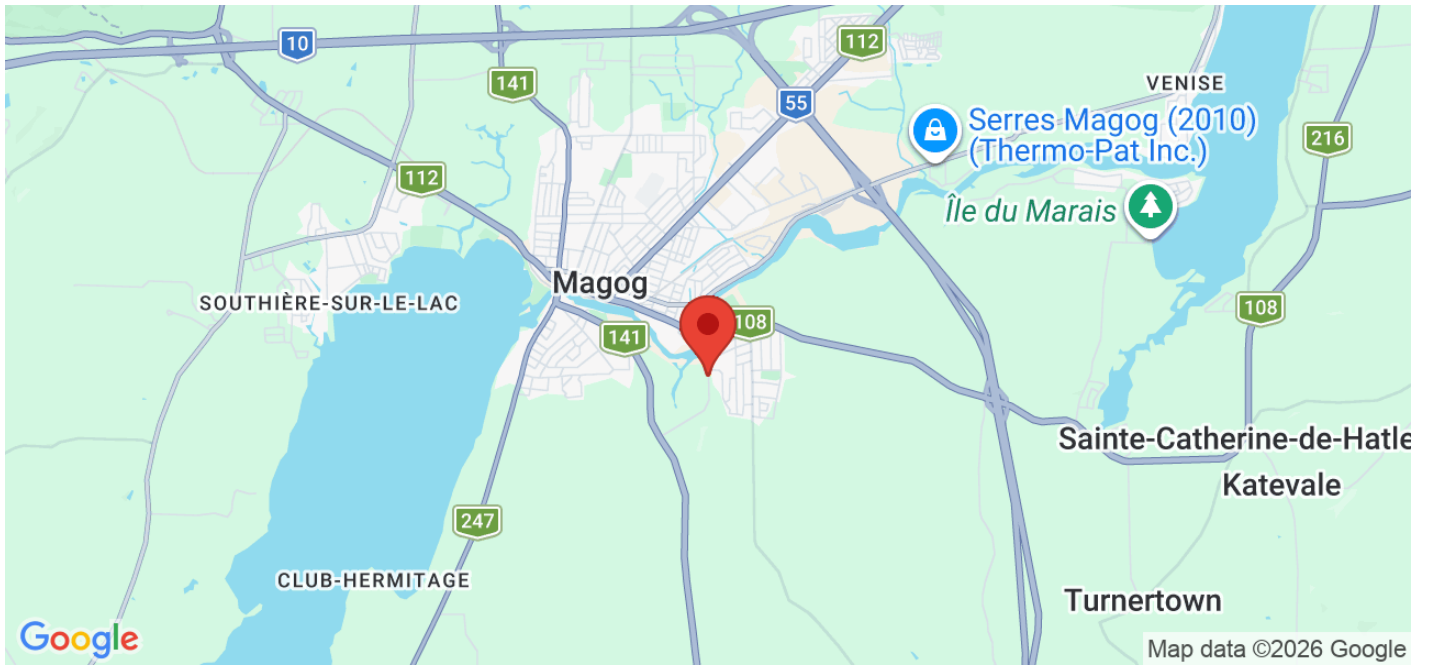 10
112
141
VENISE
55
Serres Magog (2010)
(Thermo-Pat Inc.)
216
112
Île du Marais
Magog
SOUTHIÈRE-SUR-LE-LAC
108
108
141
Sainte-Catherine-de-Hatle
Katevale
247
CLUB-HERMITAGE
Turnertown
Google
Map data ©2026 Google